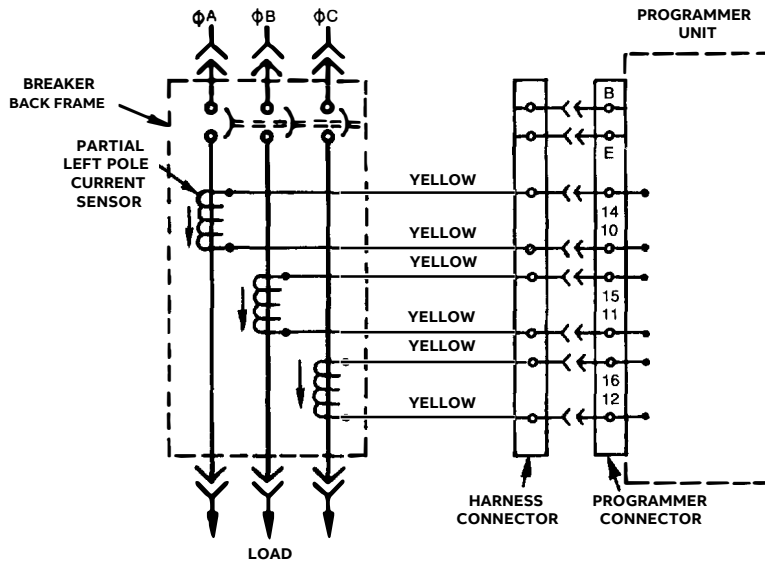 ϕA
ϕB
ϕC
PROGRAMMER
UNIT
BREAKER
BACK FRAME
PARTIAL
LEFT POLE
CURRENT
SENSOR
B
E
YELLOW
14
10
YELLOW
YELLOW
15
11
YELLOW
YELLOW
16
12
YELLOW
HARNESS
CONNECTOR
PROGRAMMER
CONNECTOR
LOAD